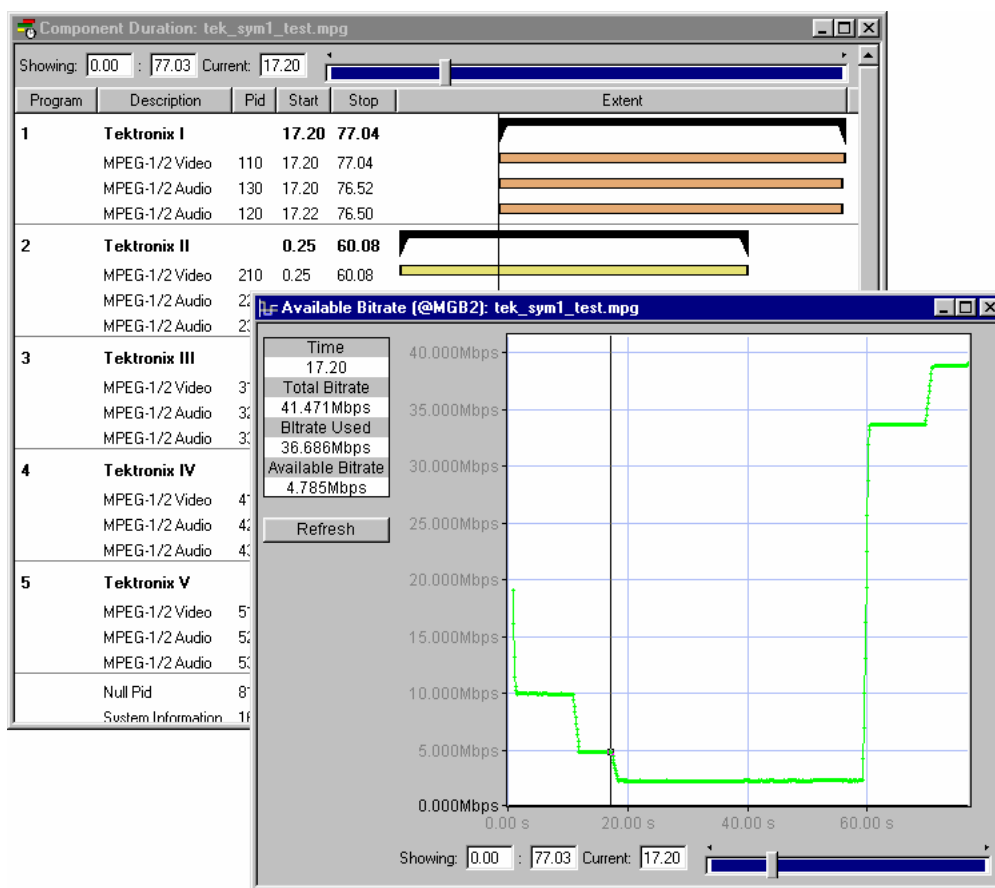 Component Duration: tek_sym1_test.mpg
Showing: 0.00 : 77.03 Current: 17.20
Program Description Pid Start Stop Extent
1 Tektronix I 17.20 77.04
MPEG-1/2 Video 110 17.20 77.04
MPEG-1/2 Audio 130 17.20 76.52
MPEG-1/2 Audio 120 17.22 76.50
2 Tektronix II 0.25 60.08
MPEG-1/2 Video 210 0.25 60.08
MPEG-1/2 Audio
MPEG-1/2 Audio
3 Tektronix III
MPEG-1/2 Video
MPEG-1/2 Audio
MPEG-1/2 Audio
4 Tektronix IV
MPEG-1/2 Video
MPEG-1/2 Audio
MPEG-1/2 Audio
5 Tektronix V
MPEG-1/2 Video
MPEG-1/2 Audio
MPEG-1/2 Audio
Null Pid
System Information
Available Bitrate (@MGB2): tek_sym1_test.mpg
Time
17.20
Total Bitrate
41.471Mbps
BItrate Used
36.686Mbps
Available Bitrate
4.785Mbps
Refresh
40.000Mbps
35.000Mbps
30.000Mbps
25.000Mbps
20.000Mbps
15.000Mbps
10.000Mbps
5.000Mbps
0.000Mbps
0.00 s 20.00 s 40.00 s 60.00 s
Showing: 0.00 : 77.03 Current: 17.20